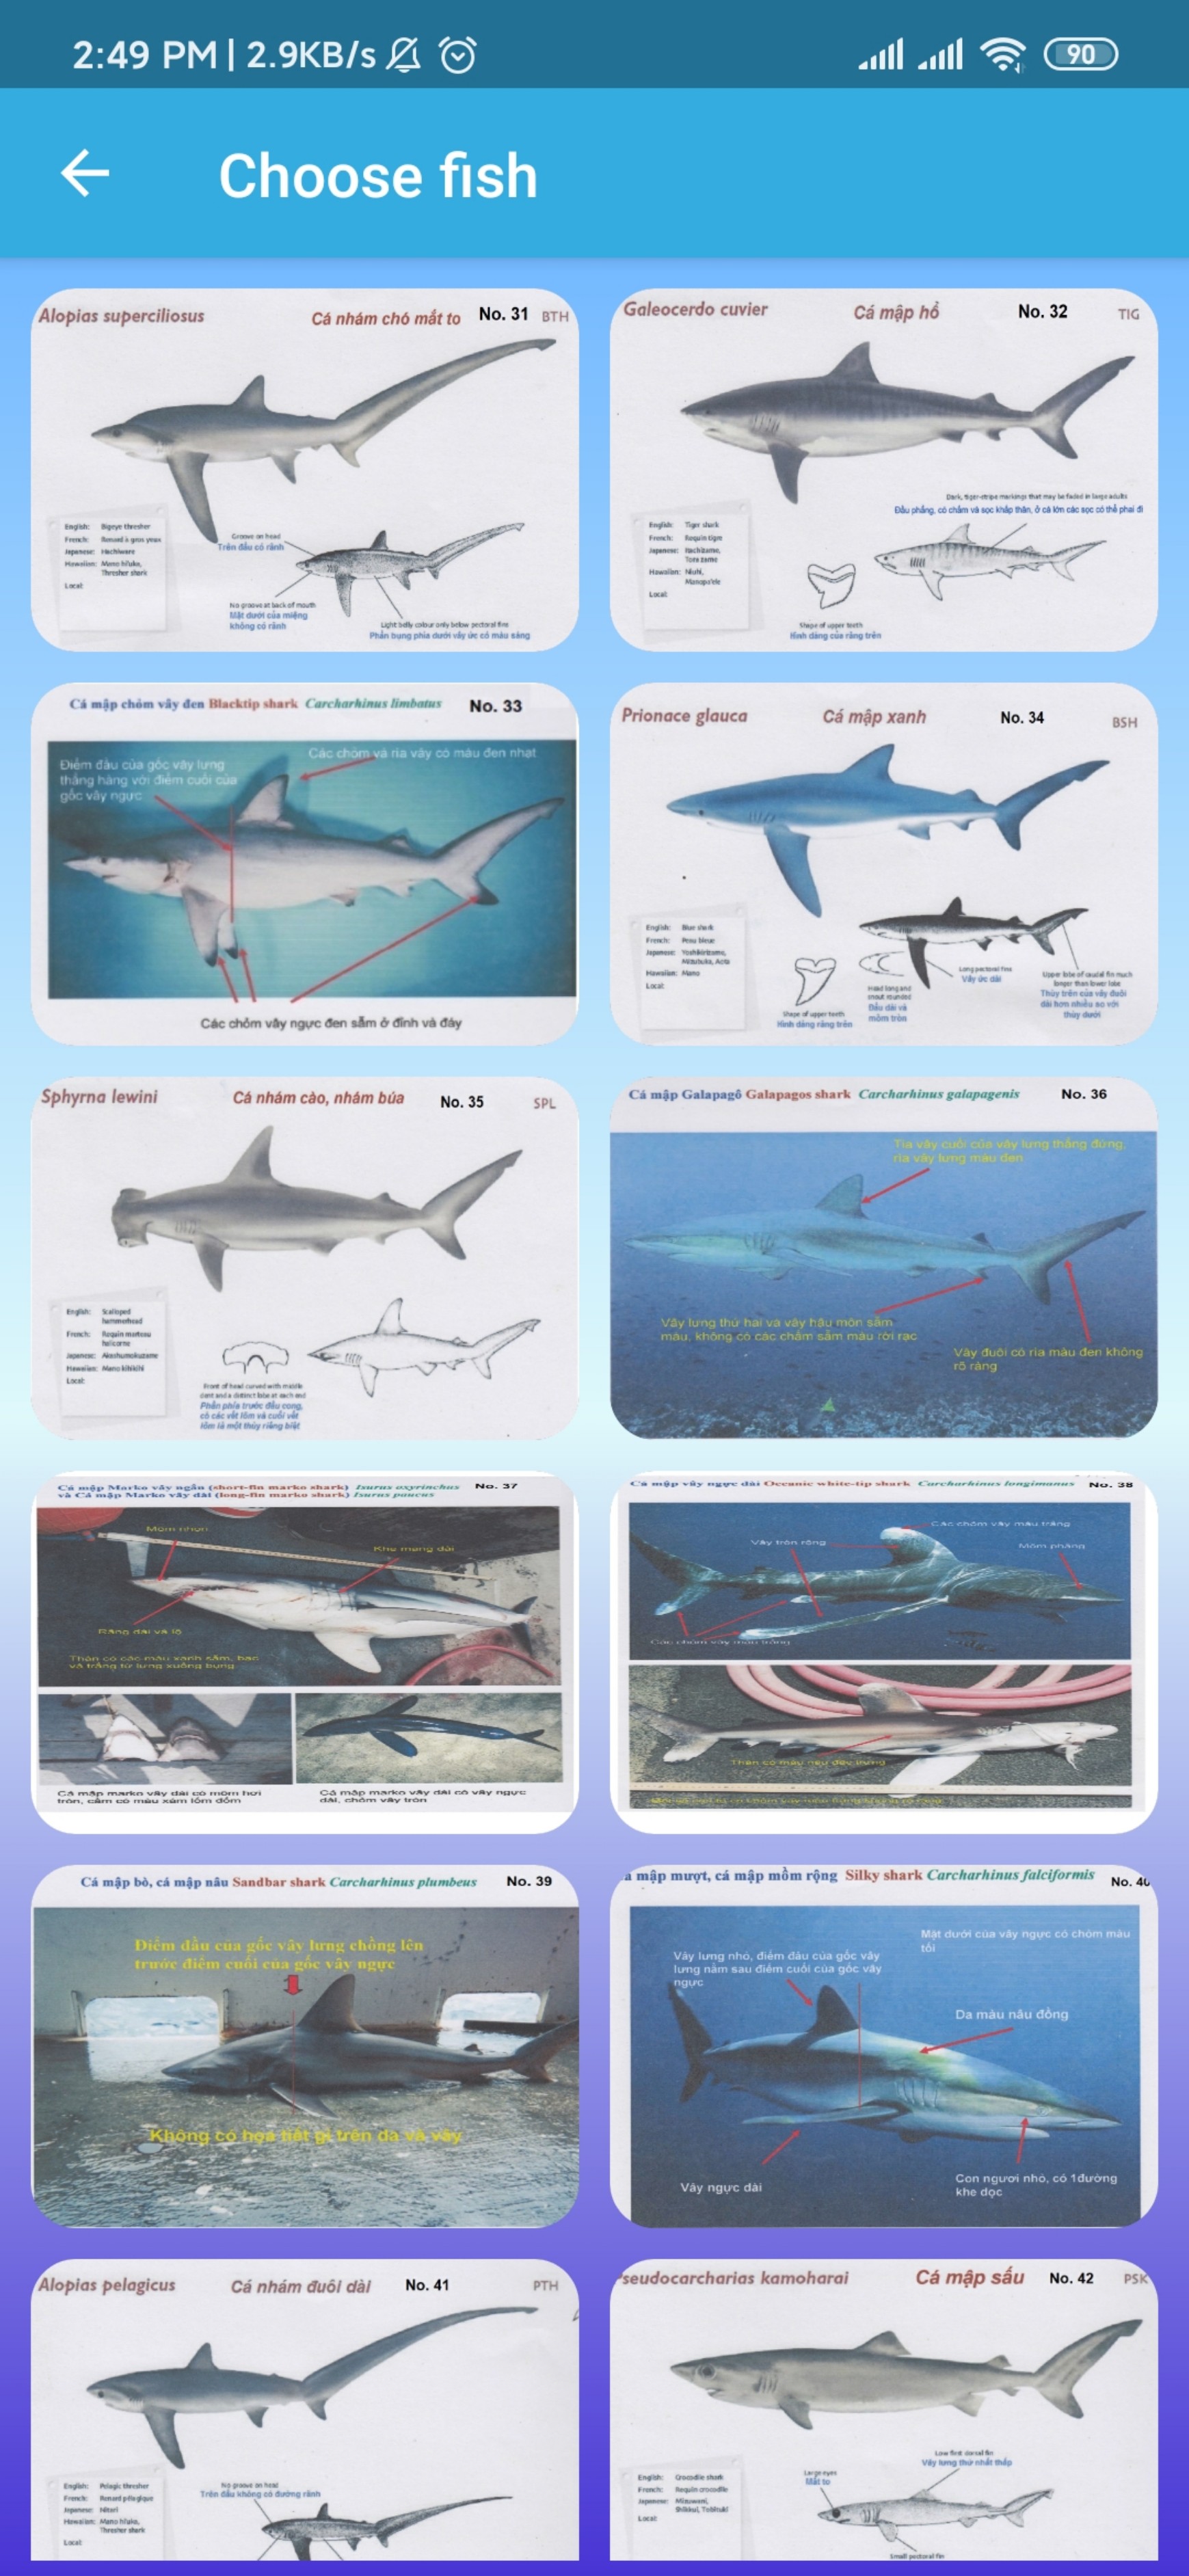 2:49 PM | 2.9KB/s
90
Choose fish
Alopias superciliosus Cá nhám chó mắt to No. 31 BTH
English: Bigeye thresher
French: Renard à gros yeux
Japanese: Hachiware
Hawaiian: Mano hi'uka,
Thresher shark
Local:
Groove on head
Trên đầu có rãnh
No groove at back of mouth
Mặt dưới của miệng
không có rãnh
Light belly colour only below pectoral fins
Phần bụng phía dưới vây ức có màu sáng
Galeocerdo cuvier Cá mập hổ No. 32 TIG
Dark, tiger-stripe markings that may be faded in large adults
Đầu phẳng, có chấm và sọc khắp thân, ở cá lớn các sọc có thể phai đi
English: Tiger shark
French: Requin tigre
Japanese: Itachizame,
Torazame
Hawaiian: Niuhi,
Local:
Shape of upper teeth
Hình dáng của răng trên
Cá mập chỏm vây đen Blacktip shark Carcharhinus limbatus No. 33
Các chỏm và rìa vây có màu đen nhạt
Điểm đầu của gốc vây lưng
thẳng hàng với điểm cuối của
gốc vây ngực
Các chỏm vây ngực đen sẫm ở đỉnh và đáy
Prionace glauca Cá mập xanh No. 34 BSH
English: Blue shark
French: Peau bleue
Japanese: Yoshikirizame,
Mizubuka, Aota
Hawaiian: Mano
Local:
Shape of upper teeth
Hình dáng răng trên
Head long and
snout rounded
Đầu dài và
mõm tròn
Long pectoral fins
Vây ức dài
Upper lobe of caudal fin much
longer than lower lobe
Thùy trên của vây đuôi
dài hơn nhiều so với
thùy dưới
Sphyrna lewini Cá nhám cào, nhám búa No. 35 SPL
English: Scalloped
hammerhead
French: Requin marteau
halicorne
Japanese: Akashumokuzame
Hawaiian: Mano kihikihi
Local:
Front of head curved with middle
dent and a distinct lobe at each end
Phần phía trước đầu cong,
có các vết lõm và cuối vết
lõm là một thùy riêng biệt
Cá mập Galapagô Galapagos shark Carcharhinus galapagenis No. 36
Tia vây cuối của vây lưng thẳng đứng,
rìa vây lưng màu đen
Vây lưng thứ hai và vây hậu môn sẫm
màu, không có các chấm sẫm màu rời rạc
Vây đuôi có rìa màu đen không
rõ ràng
Cá mập Marko vây ngắn (short-fin marko shark) Isurus oxyrinchus No. 37
và Cá mập Marko vây dài (long-fin marko shark) Isurus paucus
Mõm nhọn
Khe mang dài
Răng dài và lộ
Thân có các màu xanh sẫm, bạc
và trắng từ lưng xuống bụng
Cá mập marko vây dài có mõm hơi
tròn, cằm có màu xám lốm đốm
Cá mập marko vây dài có vây ngực
dài, chỏm vây tròn
Cá mập vây ngực dài Oceanic white-tip shark Carcharhinus longimanus No. 38
Các chỏm vây màu trắng
Vây tròn rộng
Mõm phẳng
Các chỏm vây màu trắng
Thân có màu nâu đến trắng
Cá mập bò, cá mập nâu Sandbar shark Carcharhinus plumbeus No. 39
Điểm đầu của gốc vây lưng chồng lên
trước điểm cuối của gốc vây ngực
Không có họa tiết gì trên da và vây
mập mượt, cá mập mõm rộng Silky shark Carcharhinus falciformis No. 40
Mặt dưới của vây ngực có chỏm màu
tối
Vây lưng nhỏ, điểm đầu của gốc vây
lưng nằm sau điểm cuối của gốc vây
ngực
Da màu nâu đồng
Vây ngực dài
Con ngươi nhỏ, có 1đường
khe dọc
Alopias pelagicus Cá nhám đuôi dài No. 41 PTH
English: Pelagic thresher
French: Renard pélagique
Japanese: Nitari
Hawaiian: Mano hi'uka,
Thresher shark
Local:
No groove on head
Trên đầu không có đường rãnh
seudocarcharias kamoharai Cá mập sấu No. 42 PSK
Low first dorsal fin
Vây lưng thứ nhất thấp
Large eyes
Mắt to
English: Crocodile shark
French: Requin crocodile
Japanese: Mizuwani,
Local:
Small pectoral fin